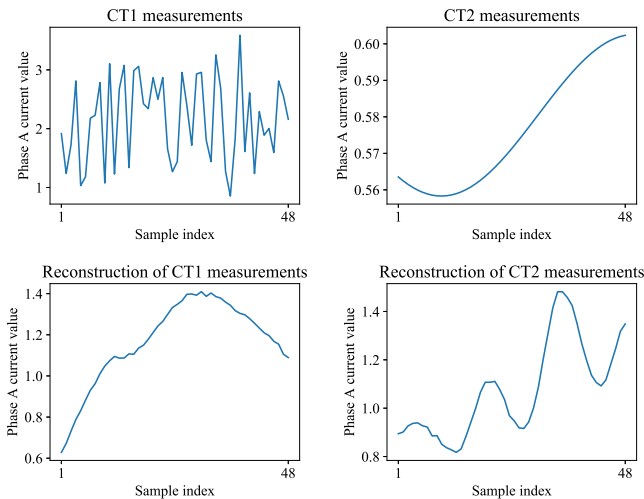 CT1 measurements
Phase A current value
3
2
1
1
48
Sample index
CT2 measurements
Phase A current value
0.60
0.59
0.58
0.57
0.56
1
48
Sample index
Reconstruction of CT1 measurements
Phase A current value
1.4
1.2
1.0
0.8
0.6
1
48
Sample index
Reconstruction of CT2 measurements
Phase A current value
1.4
1.2
1.0
0.8
1
48
Sample index